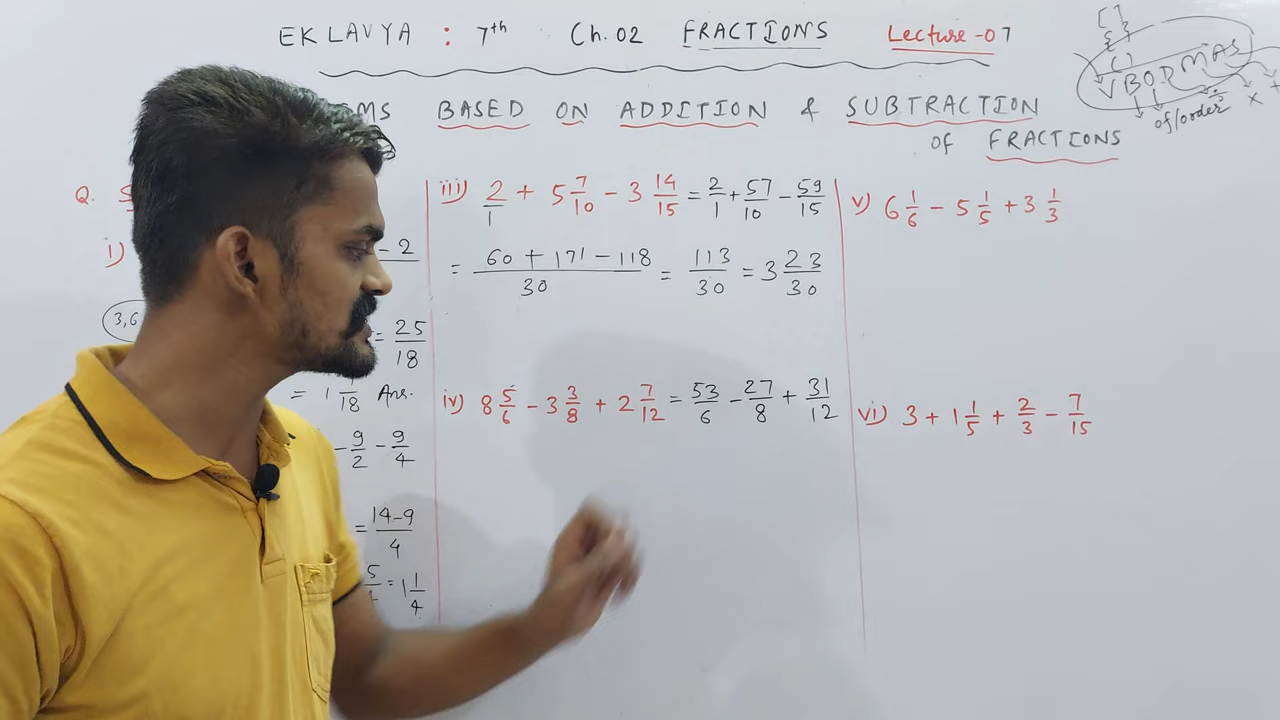 EKLAVYA : 7th Ch. 02 FRACTIONS Lecture-07
[ ]
{ }
( )
VBODMAS
of/order ÷ × +
BASED ON ADDITION & SUBTRACTION
of FRACTIONS
Q.
i) - 2
3,6
= 25/18
= 1 7/18 Ans.
- 9/2 - 9/4
= 14-9/4
5/4 = 1 1/4
iii) 2/1 + 5 7/10 - 3 14/15 = 2/1 + 57/10 - 59/15
= 60 + 171 - 118/30 = 113/30 = 3 23/30
iv) 8 5/6 - 3 3/8 + 2 7/12 = 53/6 - 27/8 + 31/12
v) 6 1/6 - 5 1/5 + 3 1/3
vi) 3 + 1 1/5 + 2/3 - 7/15